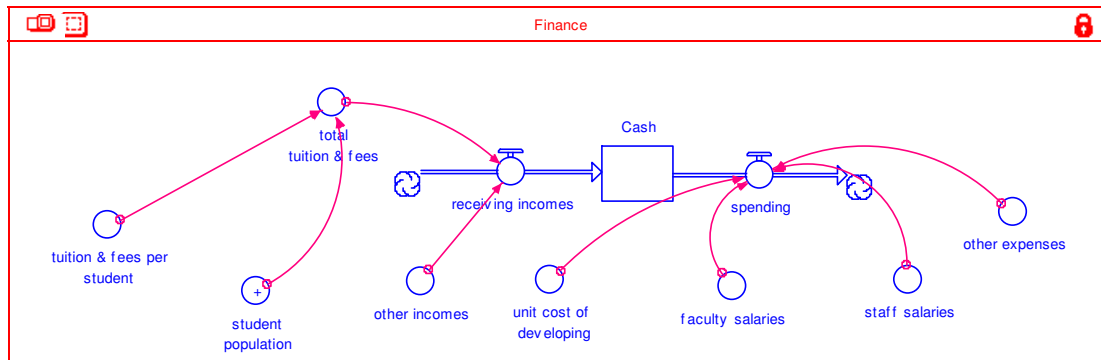 Finance
total
tuition & fees
Cash
receiving incomes
spending
tuition & fees per
student
other expenses
student
population
+
other incomes
unit cost of
developing
faculty salaries
staff salaries